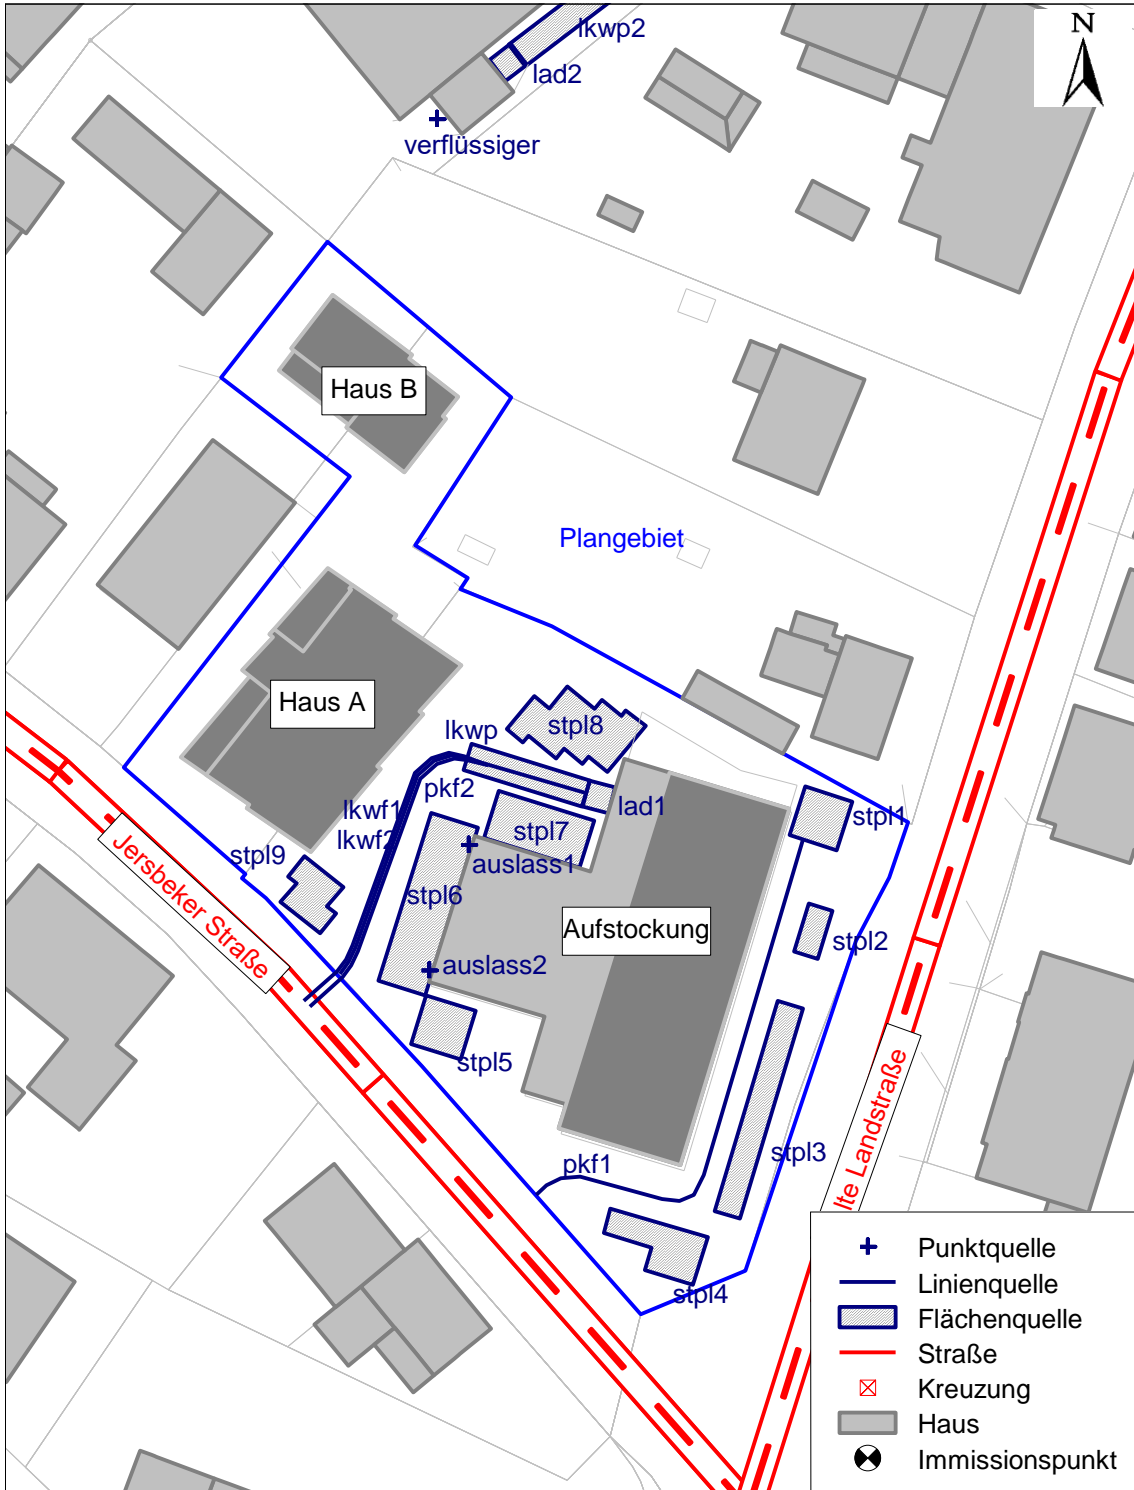 lkwp2
N
lad2
verflüssiger
Haus B
Plangebiet
Haus A
lkwp
stpl8
pkf2
lkwf1
lad1
stpl1
stpl7
lkwf2
stpl9
auslass1
Jersbeker Straße
stpl6
Aufstockung
stpl2
auslass2
stpl5
lte Landstraße
stpl3
pkf1
stpl4
Punktquelle
Linienquelle
Flächenquelle
Straße
Kreuzung
Haus
Immissionspunkt